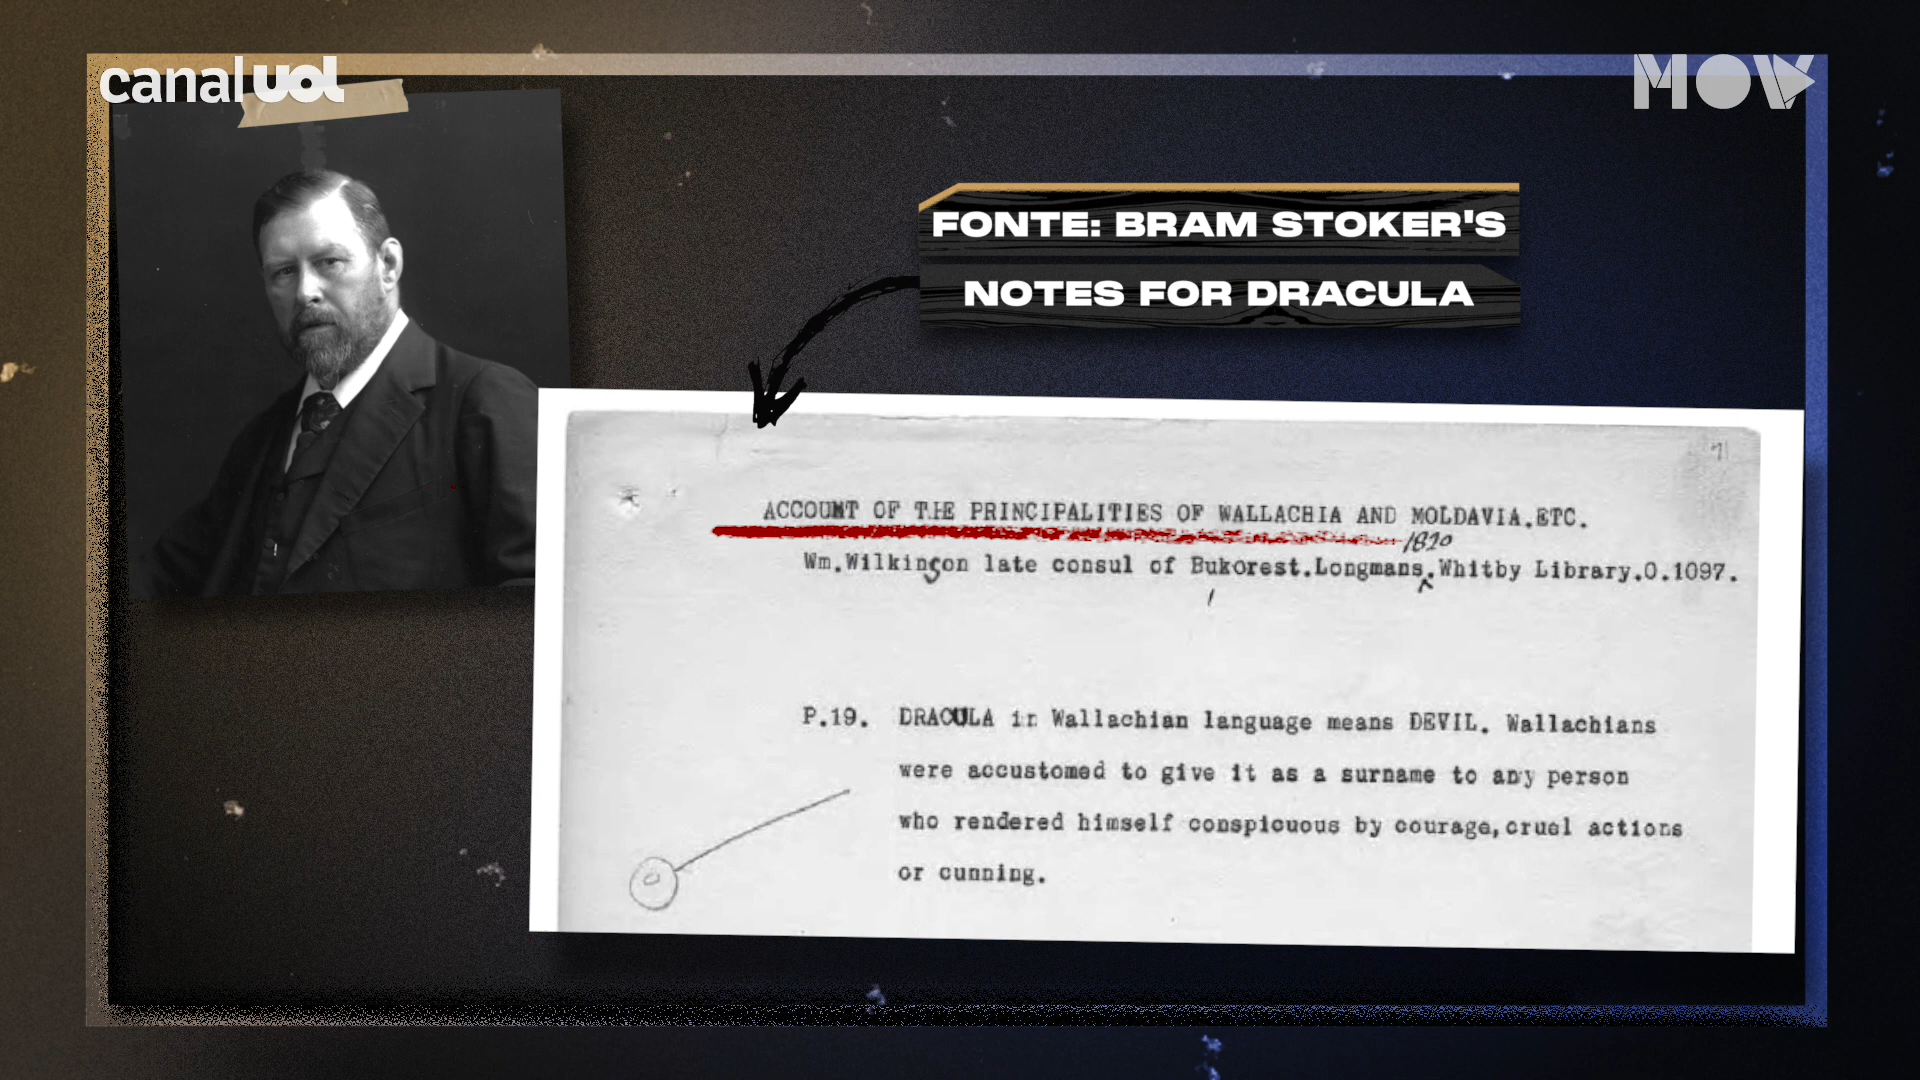 canal uol
MOV
FONTE: BRAM STOKER'S
NOTES FOR DRACULA
71
ACCOUNT OF THE PRINCIPALITIES OF WALLACHIA AND MOLDAVIA.ETC.
1820
Wm.Wilkinson late consul of Bukorest.Longmans.Whitby Library.O.1097.
P.19. DRACULA in Wallachian language means DEVIL. Wallachians
were accustomed to give it as a surname to any person
who rendered himself conspicuous by courage,cruel actions
or cunning.